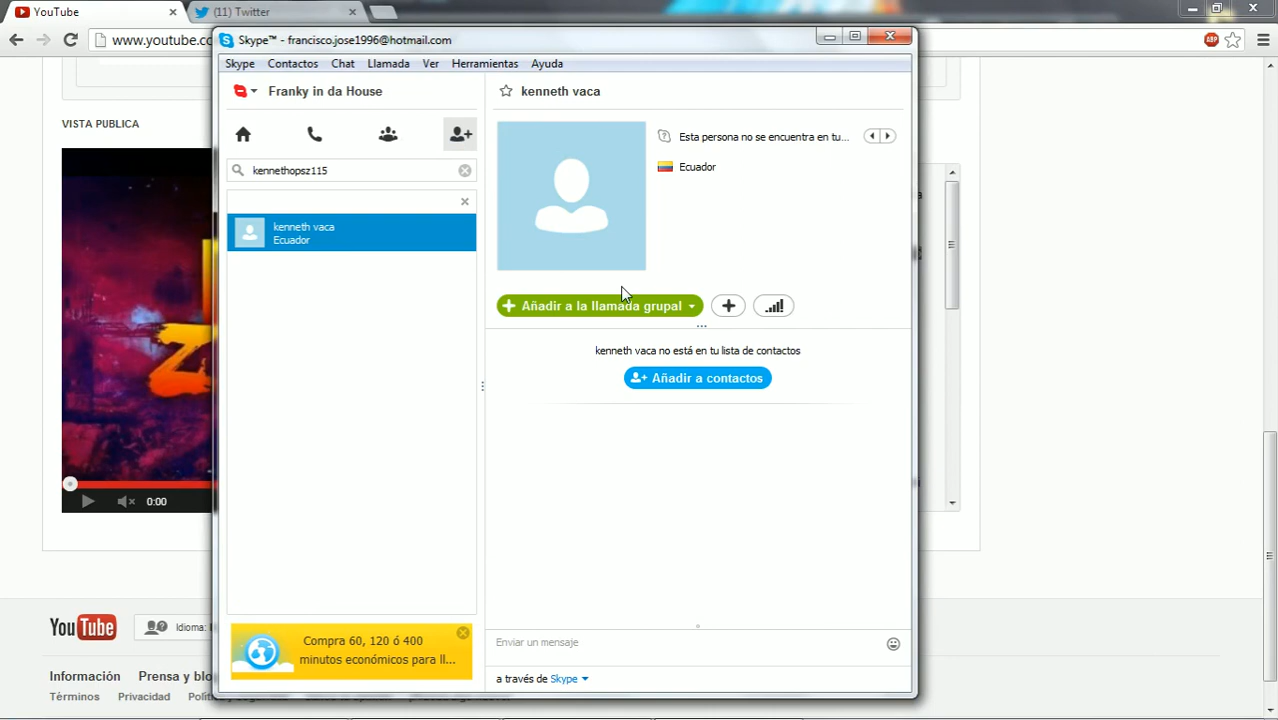 YouTube
(11) Twitter
www.youtube.co
ABP
Skype™ - francisco.jose1996@hotmail.com
Skype Contactos Chat Llamada Ver Herramientas Ayuda
Franky in da House
kennethopsz115
kenneth vaca
Ecuador
kenneth vaca
Esta persona no se encuentra en tu...
Ecuador
Añadir a la llamada grupal
kenneth vaca no está en tu lista de contactos
Añadir a contactos
Enviar un mensaje
a través de Skype
Compra 60, 120 ó 400
minutos económicos para ll...
VISTA PUBLICA
0:00
YouTube
Idioma:
Información Prensa y blo
Términos Privacidad